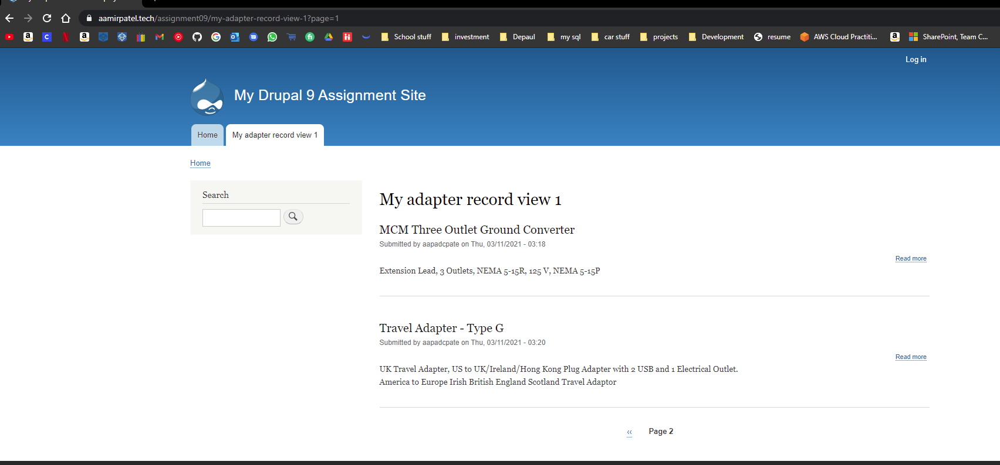 aamirpatel.tech/assignment09/my-adapter-record-view-1?page=1
School stuff investment Depaul my sql car stuff projects Development resume AWS Cloud Practiti... SharePoint, Team C...
Log in
My Drupal 9 Assignment Site
Home My adapter record view 1
Home
Search
My adapter record view 1
MCM Three Outlet Ground Converter
Submitted by aapadcpate on Thu, 03/11/2021 - 03:18
Read more
Extension Lead, 3 Outlets, NEMA 5-15R, 125 V, NEMA 5-15P
Travel Adapter - Type G
Submitted by aapadcpate on Thu, 03/11/2021 - 03:20
Read more
UK Travel Adapter, US to UK/Ireland/Hong Kong Plug Adapter with 2 USB and 1 Electrical Outlet.
America to Europe Irish British England Scotland Travel Adaptor
‹‹ Page 2